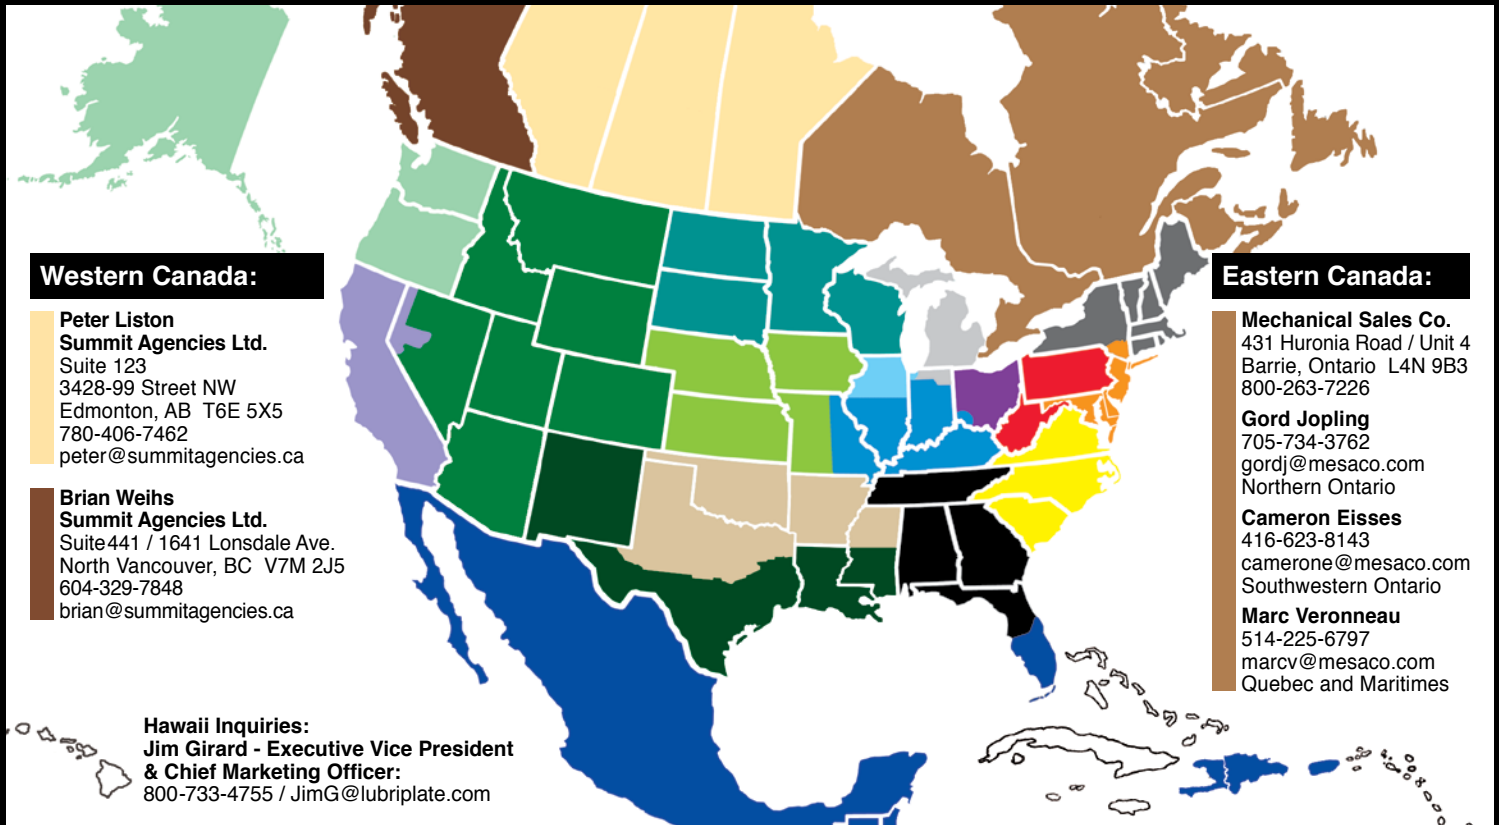 Western Canada:
Peter Liston
Summit Agencies Ltd.
Suite 123
3428-99 Street NW
Edmonton, AB  T6E 5X5
780-406-7462
peter@summitagencies.ca
Brian Weihs
Summit Agencies Ltd.
Suite441 / 1641 Lonsdale Ave.
North Vancouver, BC  V7M 2J5
604-329-7848
brian@summitagencies.ca
Hawaii Inquiries:
Jim Girard - Executive Vice President
& Chief Marketing Officer:
800-733-4755 / JimG@lubriplate.com
Eastern Canada:
Mechanical Sales Co.
431 Huronia Road / Unit 4
Barrie, Ontario  L4N 9B3
800-263-7226
Gord Jopling
705-734-3762
gordj@mesaco.com
Northern Ontario
Cameron Eisses
416-623-8143
camerone@mesaco.com
Southwestern Ontario
Marc Veronneau
514-225-6797
marcv@mesaco.com
Quebec and Maritimes